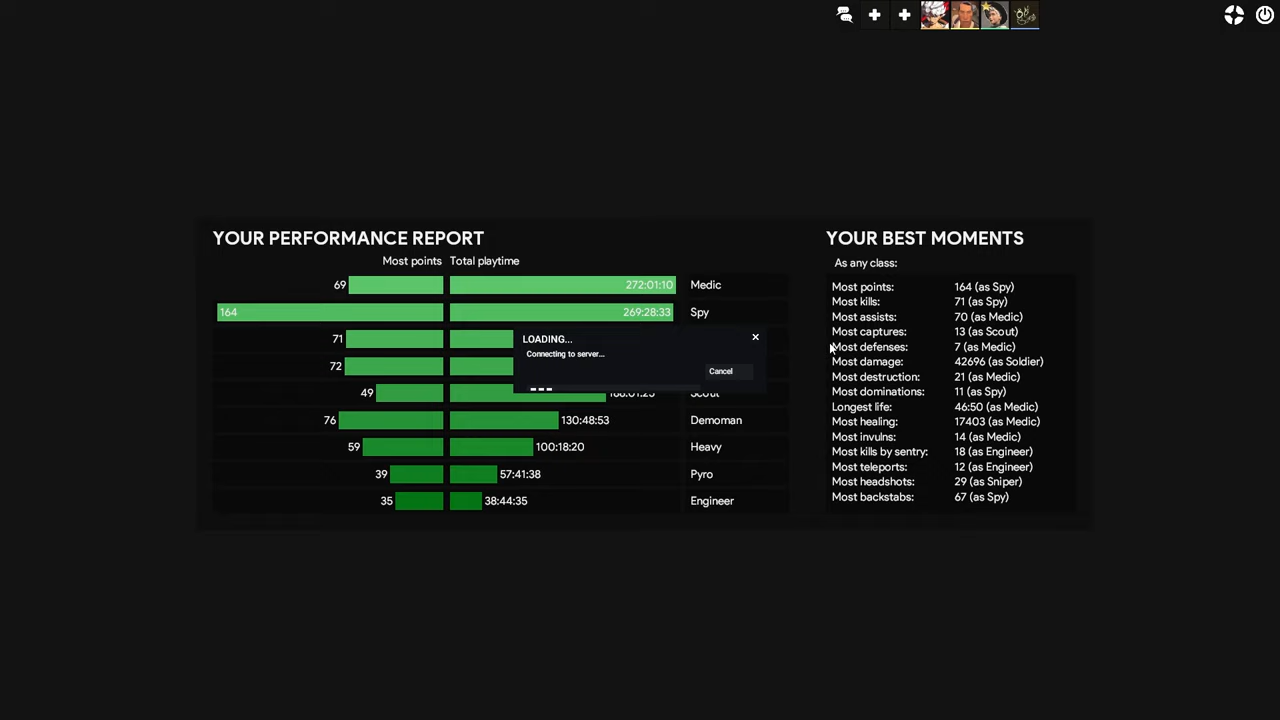 YOUR PERFORMANCE REPORT
Most points Total playtime
69 272:01:10 Medic
164 269:28:33 Spy
71
72
49
76 130:48:53 Demoman
59 100:18:20 Heavy
39 57:41:38 Pyro
35 38:44:35 Engineer
LOADING...
Connecting to server...
Cancel
YOUR BEST MOMENTS
As any class:
Most points: 164 (as Spy)
Most kills: 71 (as Spy)
Most assists: 70 (as Medic)
Most captures: 13 (as Scout)
Most defenses: 7 (as Medic)
Most damage: 42696 (as Soldier)
Most destruction: 21 (as Medic)
Most dominations: 11 (as Spy)
Longest life: 46:50 (as Medic)
Most healing: 17403 (as Medic)
Most invulns: 14 (as Medic)
Most kills by sentry: 18 (as Engineer)
Most teleports: 12 (as Engineer)
Most headshots: 29 (as Sniper)
Most backstabs: 67 (as Spy)